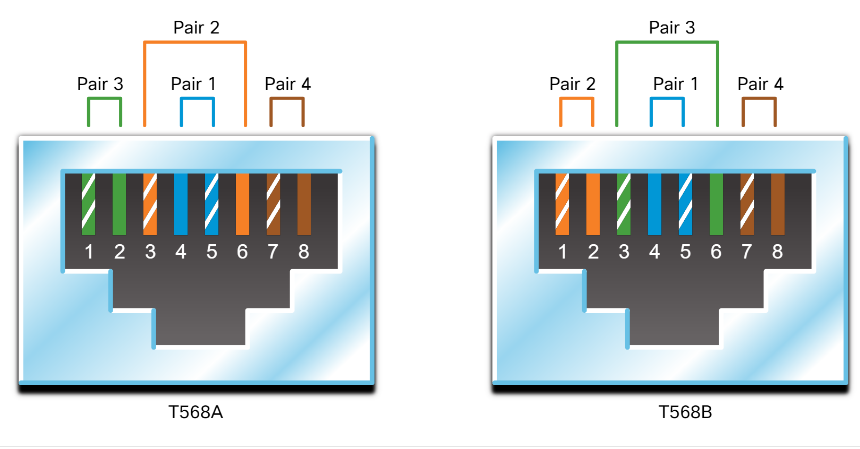 Pair 2
Pair 3 Pair 1 Pair 4
1 2 3 4 5 6 7 8
T568A
Pair 3
Pair 2 Pair 1 Pair 4
1 2 3 4 5 6 7 8
T568B